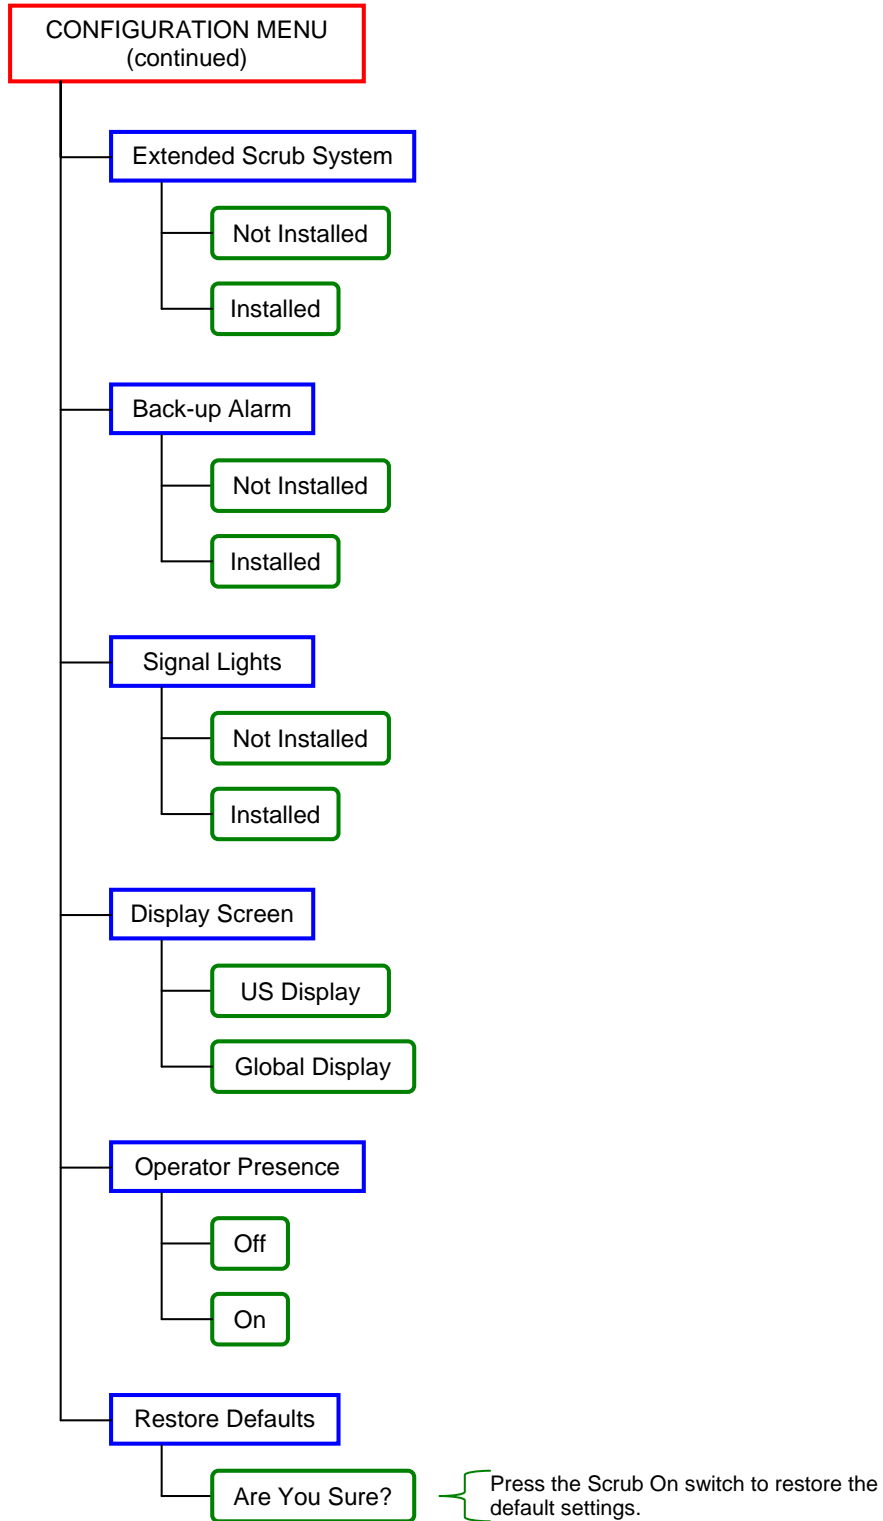 CONFIGURATION MENU
(continued)
Extended Scrub System
Not Installed
Installed
Back-up Alarm
Not Installed
Installed
Signal Lights
Not Installed
Installed
Display Screen
US Display
Global Display
Operator Presence
Off
On
Restore Defaults
Are You Sure?
Press the Scrub On switch to restore the
default settings.